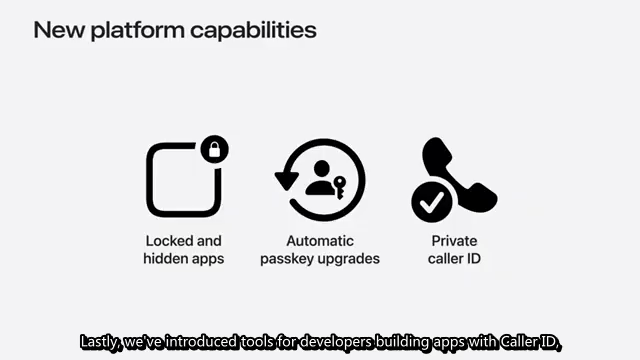 New platform capabilities
Locked and
hidden apps
Automatic
passkey upgrades
Private
caller ID
Lastly, we've introduced tools for developers building apps with Caller ID,